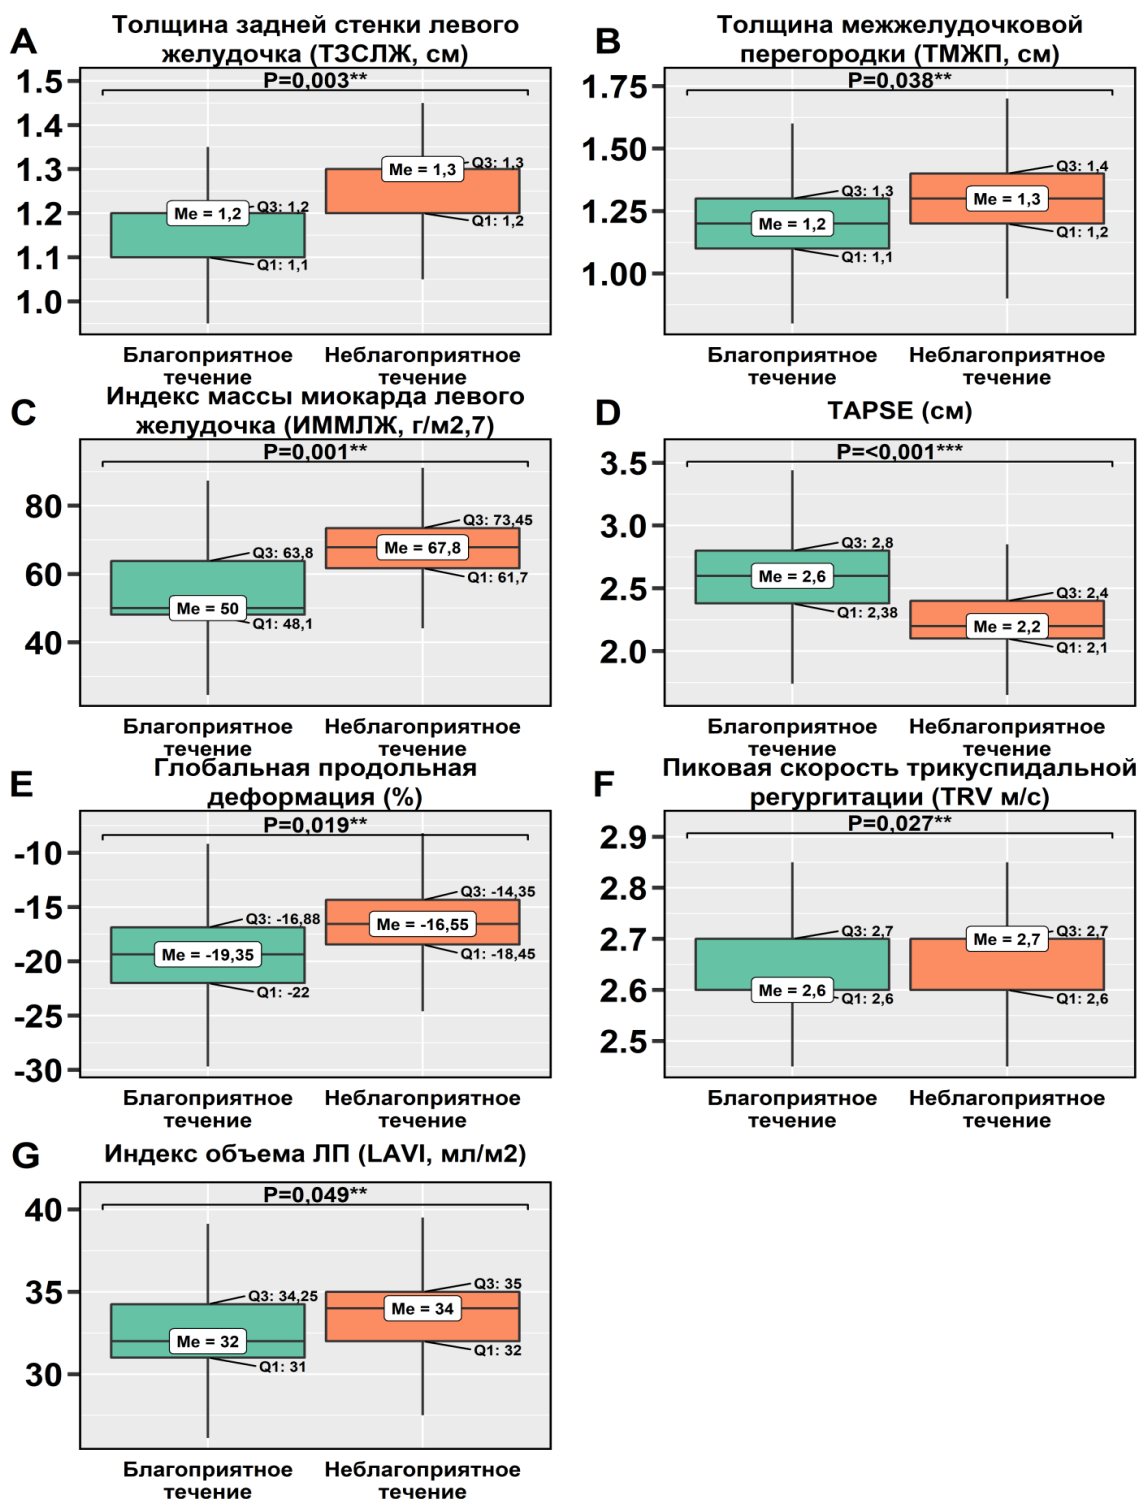 A
Толщина задней стенки левого
желудочка (ТЗСЛЖ, см)
P=0,003**
1.5
1.4
1.3
1.2
1.1
1.0
Q3: 1,2
Me = 1,2
Q1: 1,1
Q3: 1,3
Me = 1,3
Q1: 1,2
Благоприятное
течение
Неблагоприятное
течение
B
Толщина межжелудочковой
перегородки (ТМЖП, см)
P=0,038**
1.75
1.50
1.25
1.00
Q3: 1,3
Me = 1,2
Q1: 1,1
Q3: 1,4
Me = 1,3
Q1: 1,2
Благоприятное
течение
Неблагоприятное
течение
C
Индекс массы миокарда левого
желудочка (ИММЛЖ, г/м2,7)
P=0,001**
80
60
40
Q3: 63,8
Me = 50
Q1: 48,1
Q3: 73,45
Me = 67,8
Q1: 61,7
Благоприятное
течение
Неблагоприятное
течение
D
TAPSE (см)
P=<0,001***
3.5
3.0
2.5
2.0
Q3: 2,8
Me = 2,6
Q1: 2,38
Q3: 2,4
Me = 2,2
Q1: 2,1
Благоприятное
течение
Неблагоприятное
течение
E
Глобальная продольная
деформация (%)
P=0,019**
-10
-15
-20
-25
-30
Q3: -16,88
Me = -19,35
Q1: -22
Q3: -14,35
Me = -16,55
Q1: -18,45
Благоприятное
течение
Неблагоприятное
течение
F
Пиковая скорость трикуспидальной
регургитации (TRV м/с)
P=0,027**
2.9
2.8
2.7
2.6
2.5
Q3: 2,7
Me = 2,6
Q1: 2,6
Q3: 2,7
Me = 2,7
Q1: 2,6
Благоприятное
течение
Неблагоприятное
течение
G
Индекс объема ЛП (LAVI, мл/м2)
P=0,049**
40
35
30
Q3: 34,25
Me = 32
Q1: 31
Q3: 35
Me = 34
Q1: 32
Благоприятное
течение
Неблагоприятное
течение